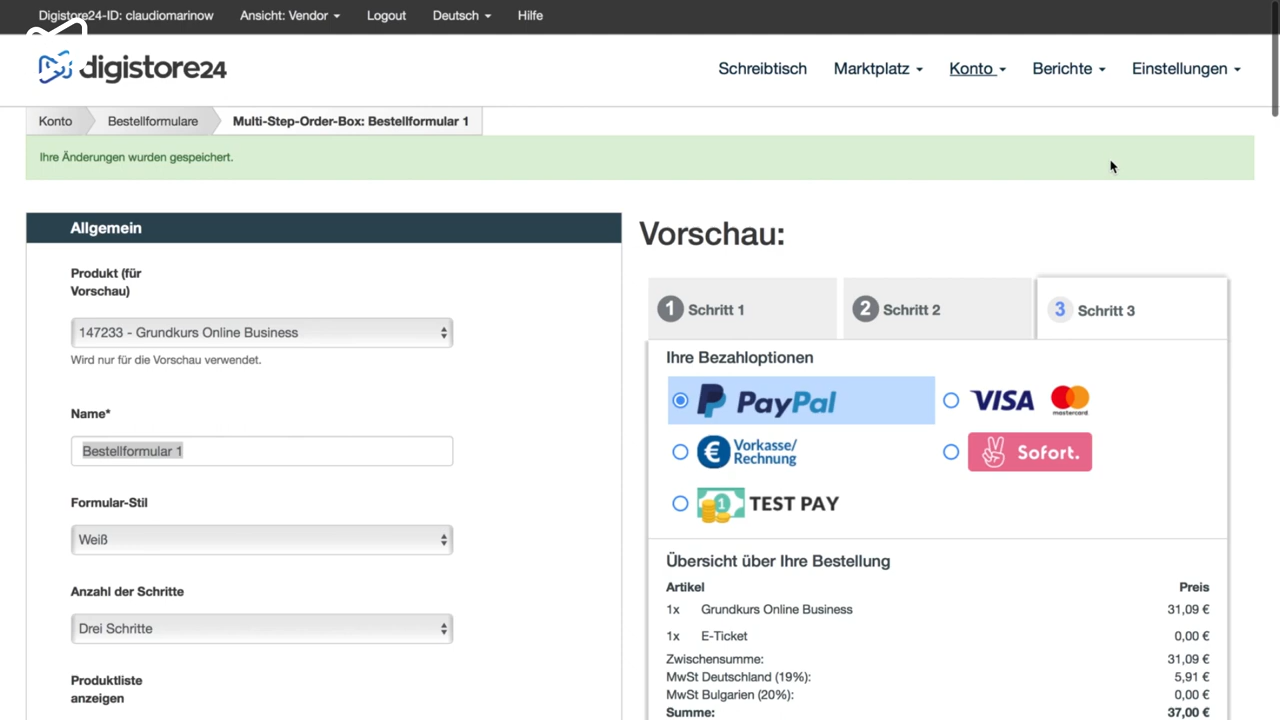 Digistore24-ID: claudiomarinow Ansicht: Vendor Logout Deutsch Hilfe
digistore24 Schreibtisch Marktplatz Konto Berichte Einstellungen
Konto Bestellformulare Multi-Step-Order-Box: Bestellformular 1
Ihre Änderungen wurden gespeichert.
Allgemein
Produkt (für
Vorschau)
147233 - Grundkurs Online Business
Wird nur für die Vorschau verwendet.
Name*
Bestellformular 1
Formular-Stil
Weiß
Anzahl der Schritte
Drei Schritte
Produktliste
anzeigen
Vorschau:
1 Schritt 1 2 Schritt 2 3 Schritt 3
Ihre Bezahloptionen
PayPal VISA mastercard
€ Vorkasse/
Rechnung Sofort.
1 TEST PAY
Übersicht über Ihre Bestellung
Artikel Preis
1x Grundkurs Online Business 31,09 €
1x E-Ticket 0,00 €
Zwischensumme: 31,09 €
MwSt Deutschland (19%): 5,91 €
MwSt Bulgarien (20%): 0,00 €
Summe: 37,00 €